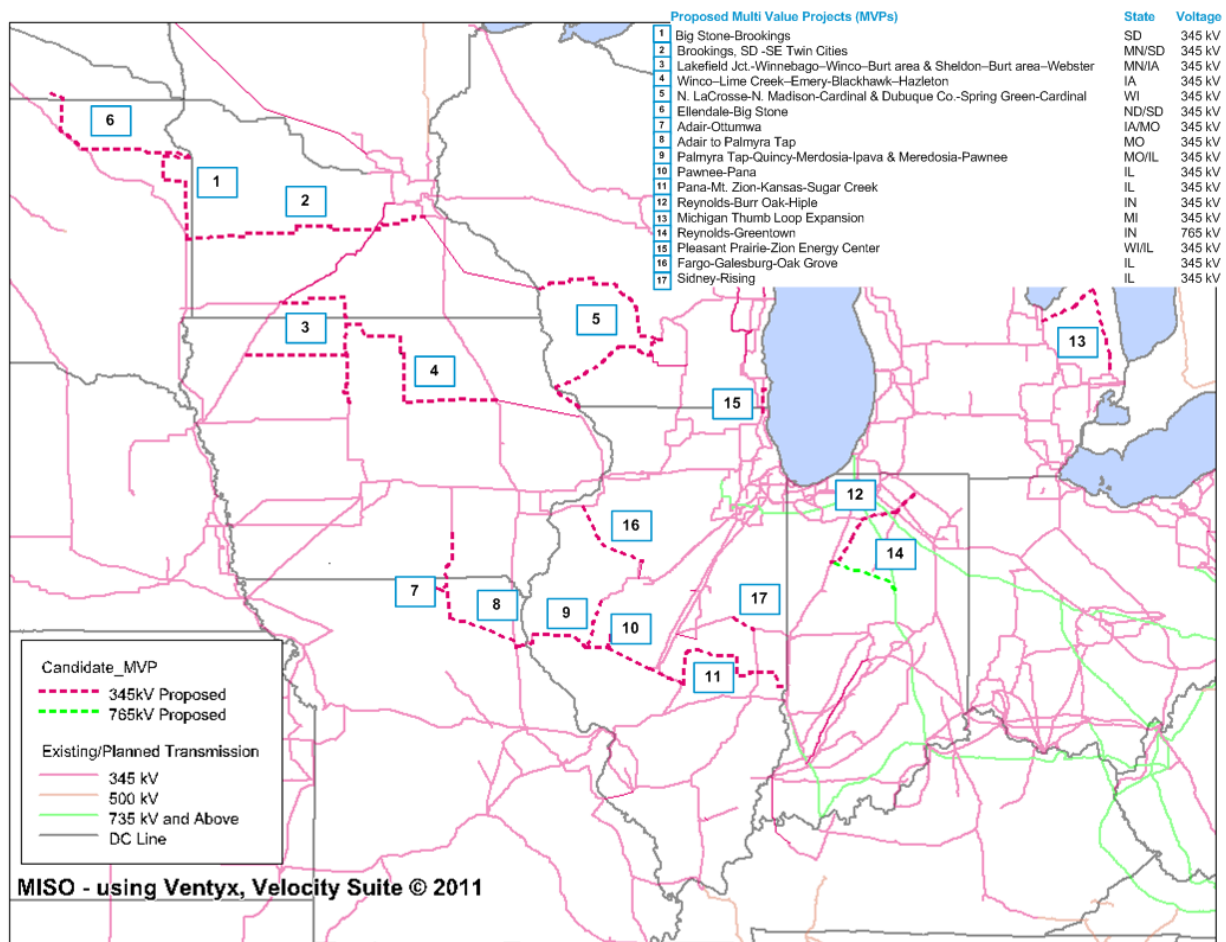 Proposed Multi Value Projects (MVPs) State Voltage
1 Big Stone-Brookings SD 345 kV
2 Brookings, SD -SE Twin Cities MN/SD 345 kV
3 Lakefield Jct.-Winnebago–Winco–Burt area & Sheldon–Burt area–Webster MN/IA 345 kV
4 Winco–Lime Creek–Emery-Blackhawk–Hazleton IA 345 kV
5 N. LaCrosse-N. Madison-Cardinal & Dubuque Co.-Spring Green-Cardinal WI 345 kV
6 Ellendale-Big Stone ND/SD 345 kV
7 Adair-Ottumwa IA/MO 345 kV
8 Adair to Palmyra Tap MO 345 kV
9 Palmyra Tap-Quincy-Merdosia-Ipava & Meredosia-Pawnee MO/IL 345 kV
10 Pawnee-Pana IL 345 kV
11 Pana-Mt. Zion-Kansas-Sugar Creek IL 345 kV
12 Reynolds-Burr Oak-Hiple IN 345 kV
13 Michigan Thumb Loop Expansion MI 345 kV
14 Reynolds-Greentown IN 765 kV
15 Pleasant Prairie-Zion Energy Center WI/IL 345 kV
16 Fargo-Galesburg-Oak Grove IL 345 kV
17 Sidney-Rising IL 345 kV
6
1
2
3
5
13
4
15
12
16
14
7
8
9
17
10
11
Candidate_MVP
345kV Proposed
765kV Proposed
Existing/Planned Transmission
345 kV
500 kV
735 kV and Above
DC Line
MISO - using Ventyx, Velocity Suite © 2011